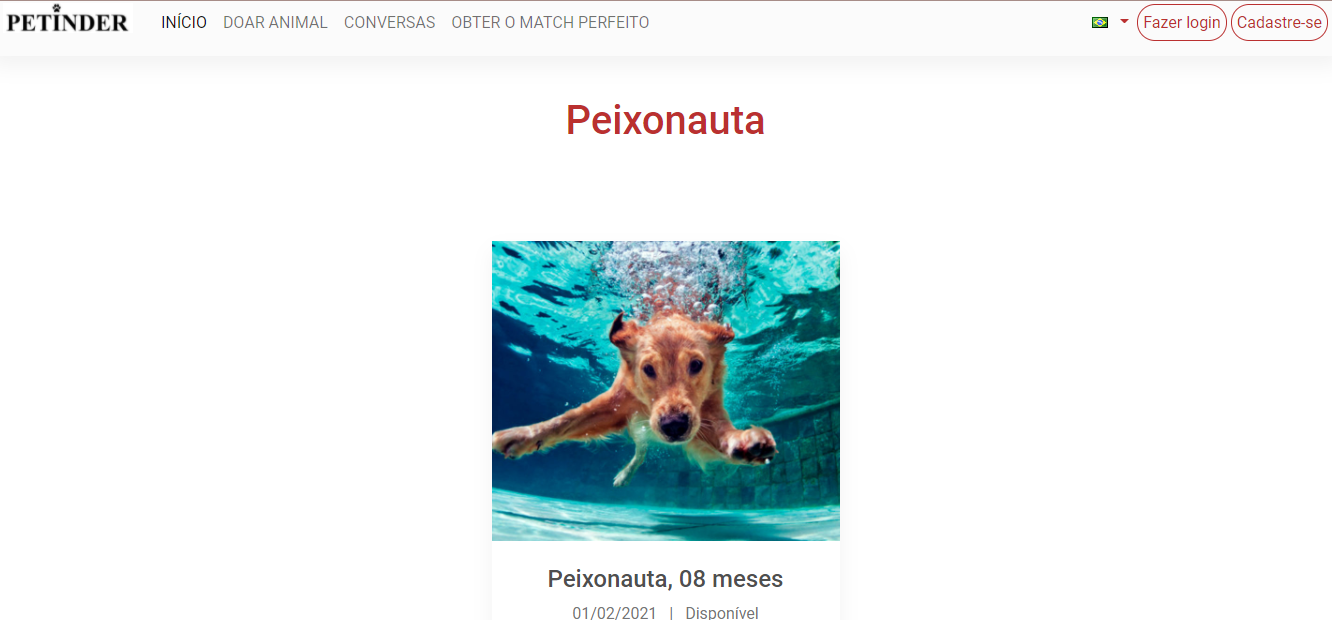 PETINDER INÍCIO DOAR ANIMAL CONVERSAS OBTER O MATCH PERFEITO Fazer login Cadastre-se
Peixonauta
Peixonauta, 08 meses
01/02/2021 | Disponível